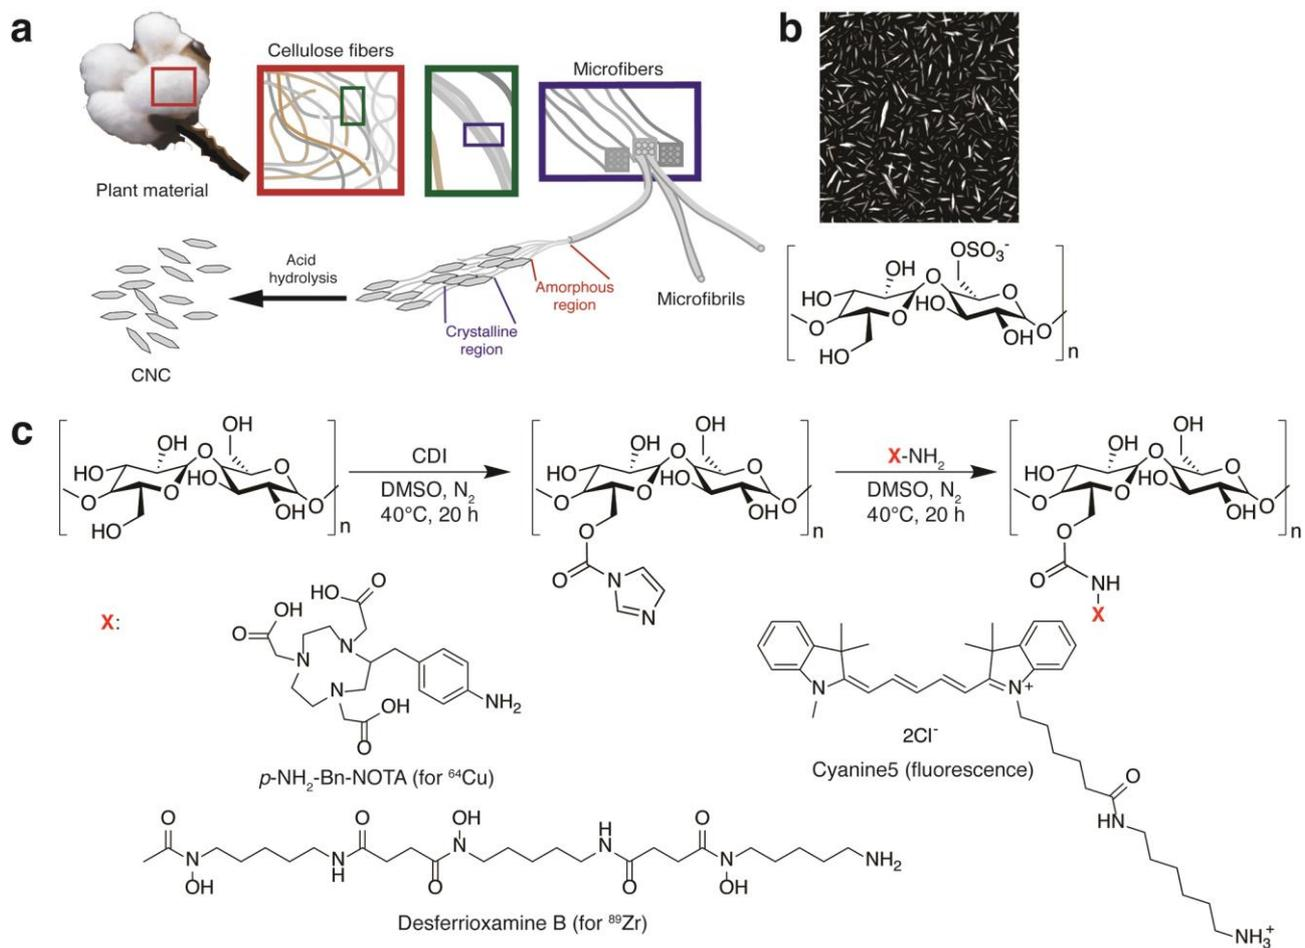 a
Cellulose fibers
Microfibers
Plant material
Acid
hydrolysis
Amorphous
region
Crystalline
region
Microfibrils
CNC
b
OSO₃⁻
OH
O
HO
O
HO
O
OH
O
O
HO
n
c
OH
OH
O
HO
O
HO
O
O
OH
O
HO
n
CDI
DMSO, N₂
40°C, 20 h
OH
OH
O
HO
O
HO
O
O
OH
O
n
O
O
N
N
X-NH₂
DMSO, N₂
40°C, 20 h
OH
OH
O
HO
O
HO
O
O
OH
O
n
O
O
NH
X
X:
O
HO
OH
O
N
N
N
OH
O
NH₂
p-NH₂-Bn-NOTA (for ⁶⁴Cu)
N
N⁺
2Cl⁻
Cyanine5 (fluorescence)
O
HN
NH₃⁺
O
N
OH
N
H
O
O
OH
N
H
N
O
O
N
OH
NH₂
Desferrioxamine B (for ⁸⁹Zr)